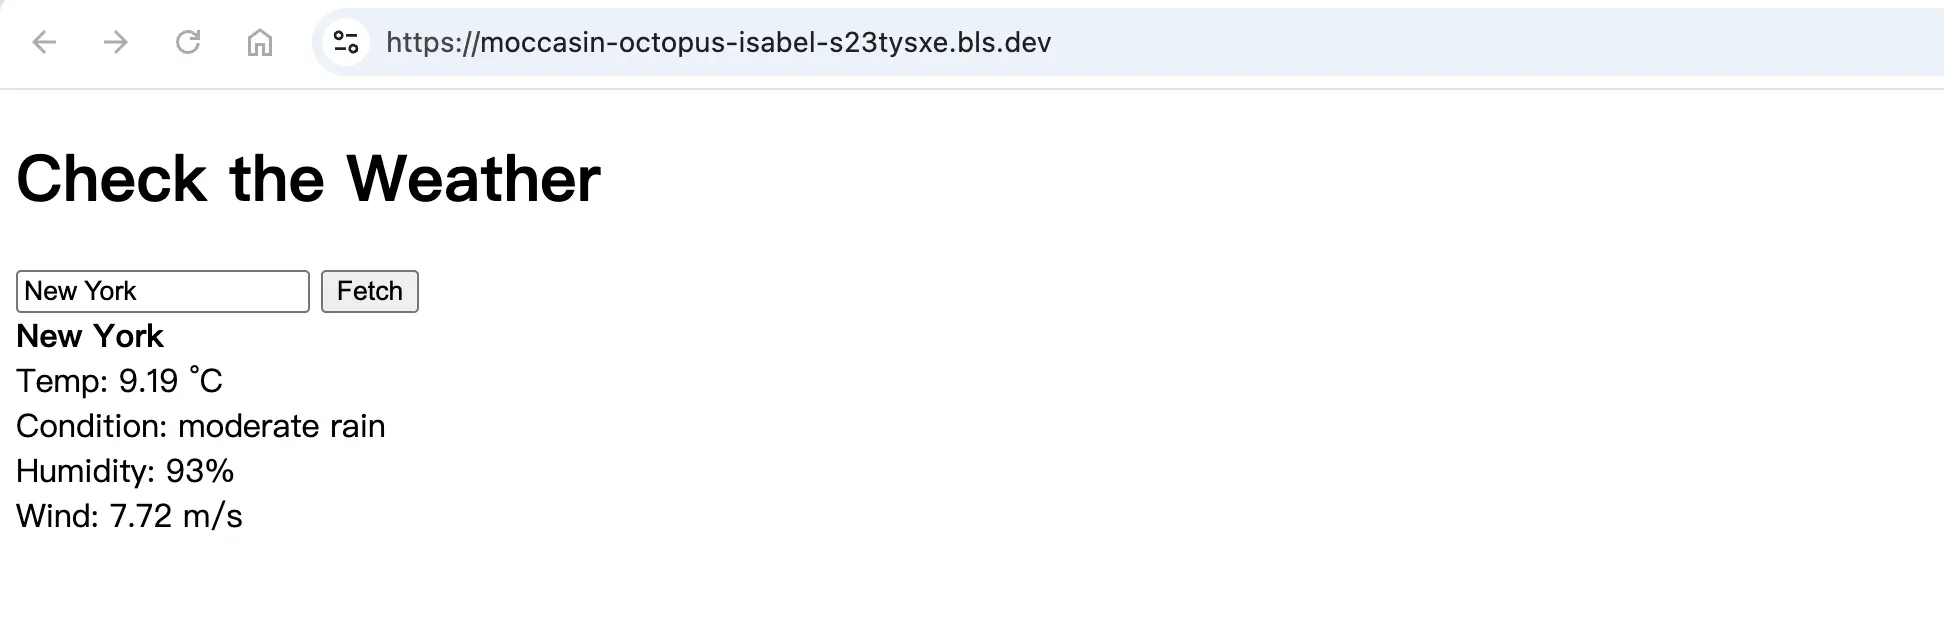 https://moccasin-octopus-isabel-s23tysxe.bls.dev
Check the Weather
New York Fetch
New York
Temp: 9.19 °C
Condition: moderate rain
Humidity: 93%
Wind: 7.72 m/s